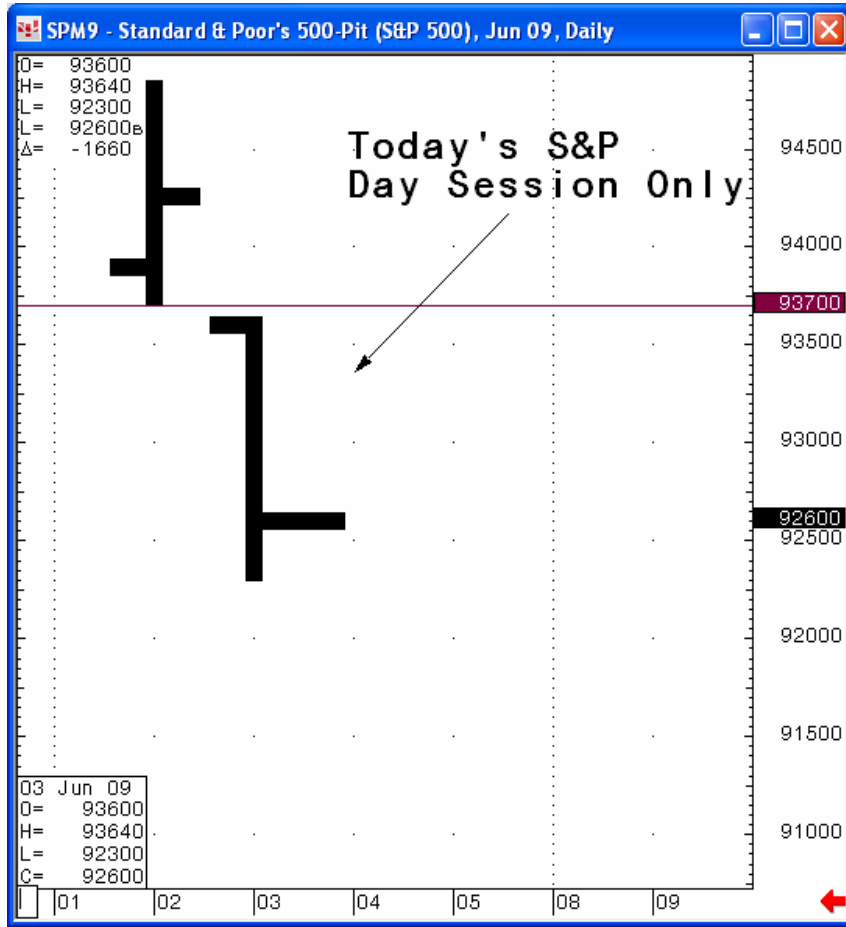 SPM9 - Standard & Poor's 500-Pit (S&P 500), Jun 09, Daily
O= 93600
H= 93640
L= 92300
L= 92600B
Δ= -1660
Today's S&P
Day Session Only
94500
94000
93700
93500
93000
92600
92500
92000
91500
91000
03 Jun 09
O= 93600
H= 93640
L= 92300
C= 92600
01 02 03 04 05 08 09